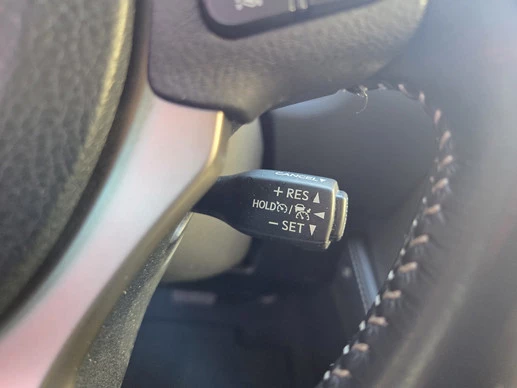 CANCEL
+ RES ▲
HOLD / ◀
− SET ▼